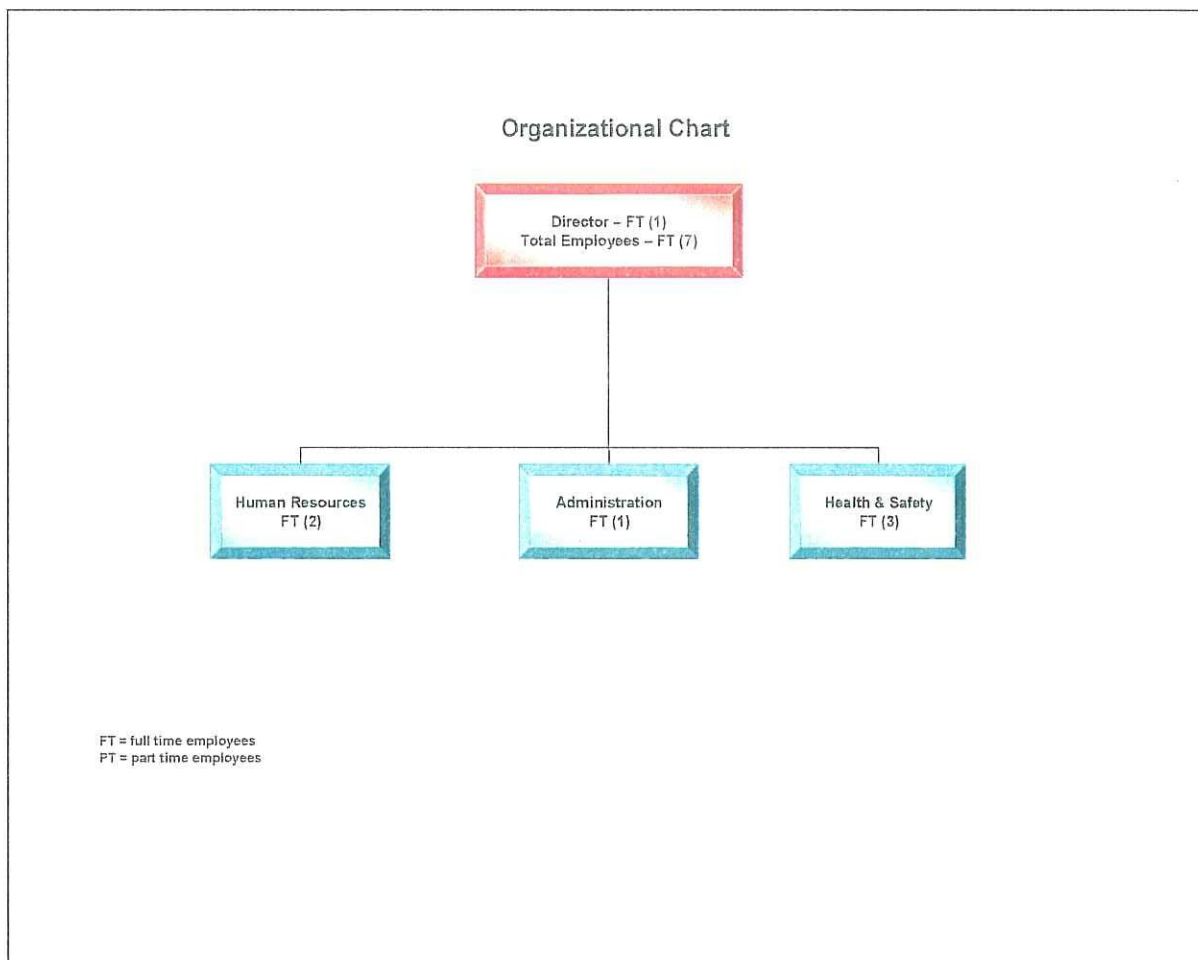 Organizational Chart
Director – FT (1)
Total Employees – FT (7)
Human Resources
FT (2)
Administration
FT (1)
Health & Safety
FT (3)
FT = full time employees
PT = part time employees